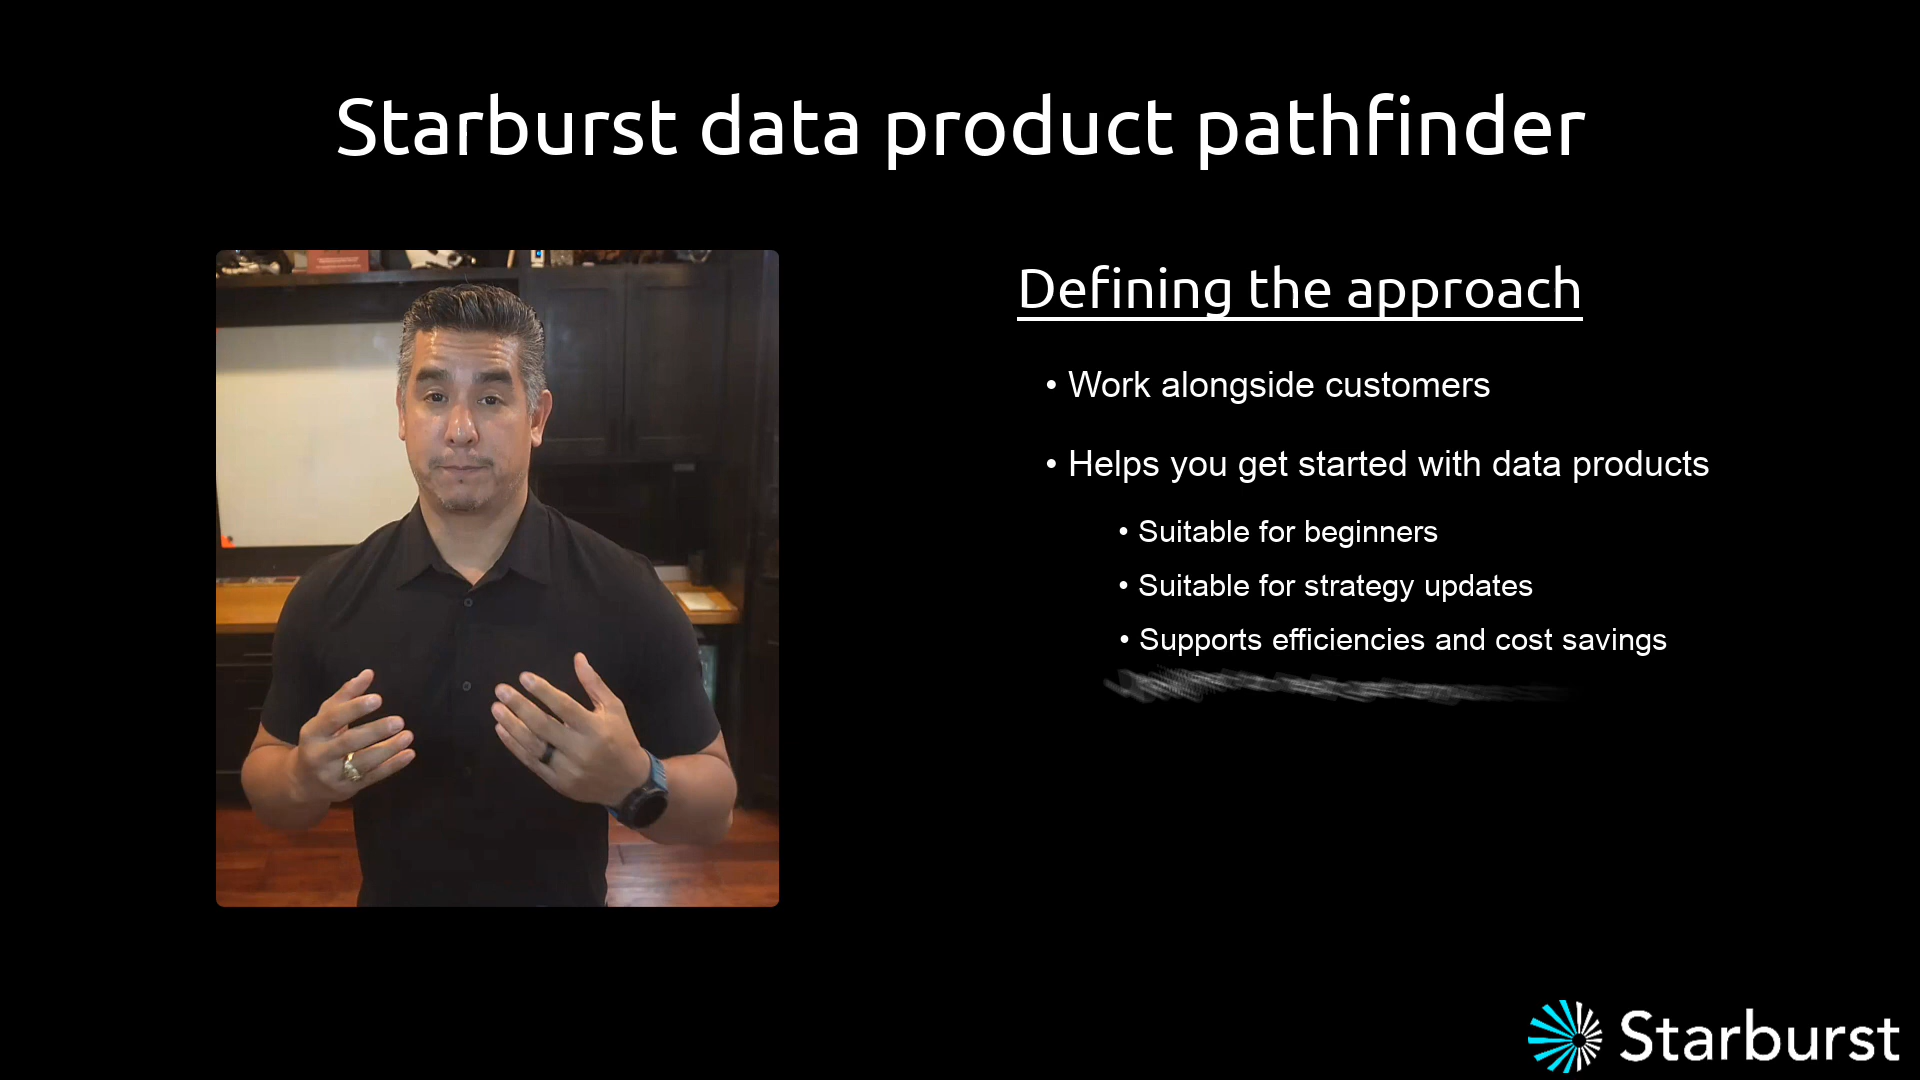 Starburst data product pathfinder
Defining the approach
• Work alongside customers
• Helps you get started with data products
• Suitable for beginners
• Suitable for strategy updates
• Supports efficiencies and cost savings
Starburst